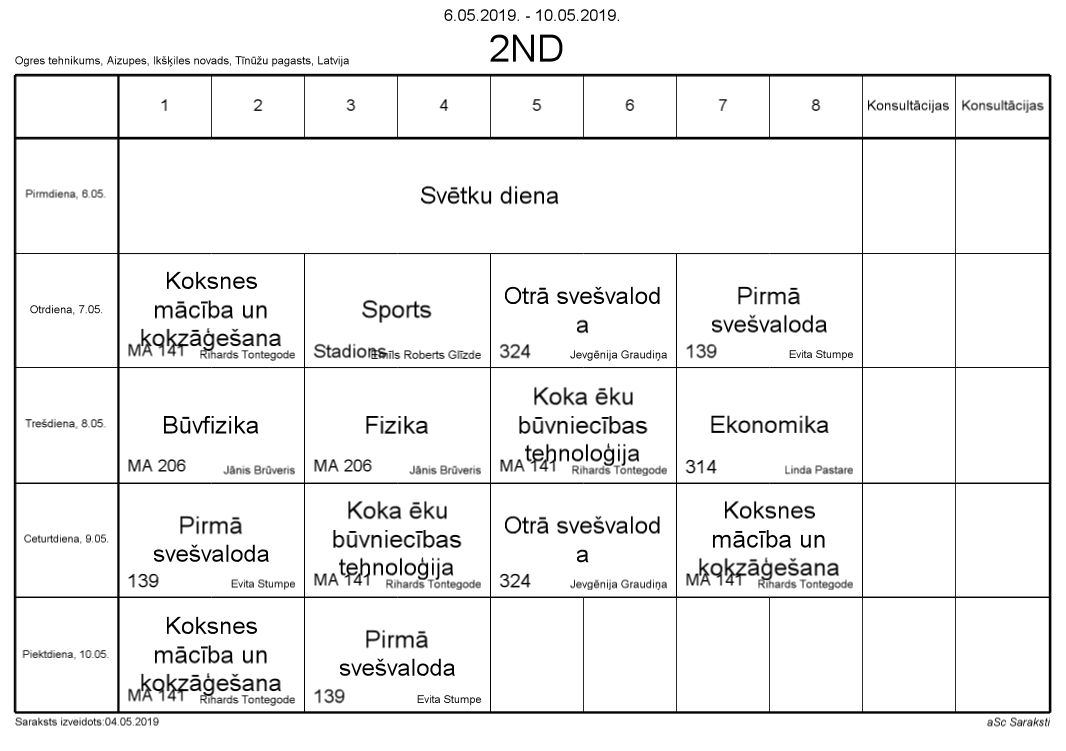 6.05.2019. - 10.05.2019.
2ND
Ogres tehnikums, Aizupes, Ikšķiles novads, Tīnūžu pagasts, Latvija
1 2 3 4 5 6 7 8 Konsultācijas Konsultācijas
Pirmdiena, 6.05.
Svētku diena
Otrdiena, 7.05.
Koksnes
mācība un
kokzāģešana
MA 141 Rihards Tontegode
Sports
Stadions Emīls Roberts Glīzde
Otrā svešvalod
a
324 Jevgēnija Graudiņa
Pirmā
svešvaloda
139 Evita Stumpe
Trešdiena, 8.05.
Būvfizika
MA 206 Jānis Brūveris
Fizika
MA 206 Jānis Brūveris
Koka ēku
būvniecības
tehnoloģija
MA 141 Rihards Tontegode
Ekonomika
314 Linda Pastare
Ceturtdiena, 9.05.
Pirmā
svešvaloda
139 Evita Stumpe
Koka ēku
būvniecības
tehnoloģija
MA 141 Rihards Tontegode
Otrā svešvalod
a
324 Jevgēnija Graudiņa
Koksnes
mācība un
kokzāģešana
MA 141 Rihards Tontegode
Piektdiena, 10.05.
Koksnes
mācība un
kokzāģešana
MA 141 Rihards Tontegode
Pirmā
svešvaloda
139 Evita Stumpe
Saraksts izveidots:04.05.2019
aSc Saraksti